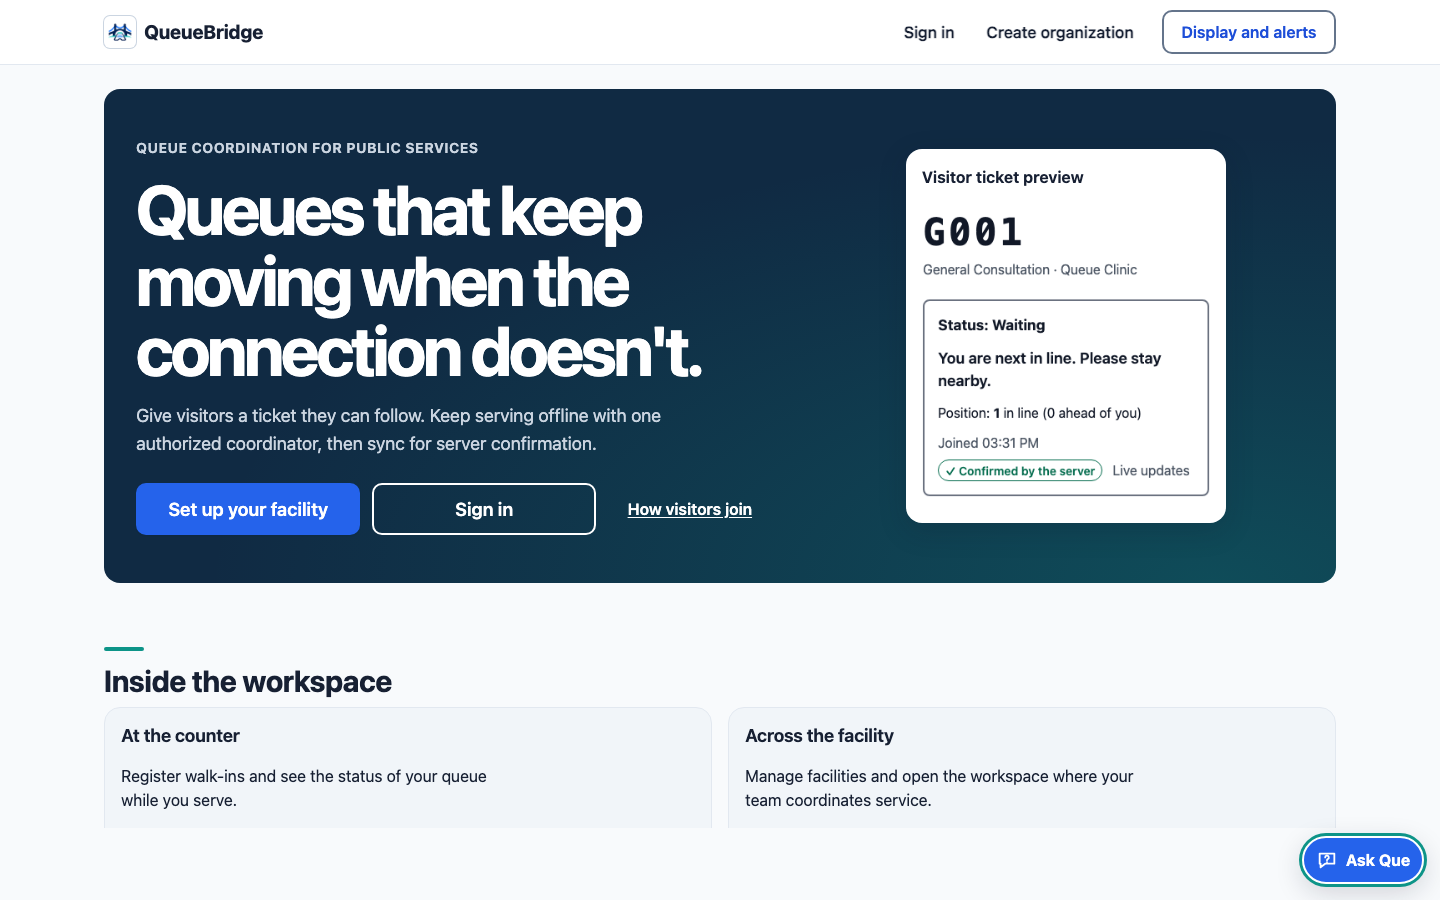 QueueBridge
Sign in
Create organization
Display and alerts
QUEUE COORDINATION FOR PUBLIC SERVICES
Queues that keep
moving when the
connection doesn't.
Give visitors a ticket they can follow. Keep serving offline with one
authorized coordinator, then sync for server confirmation.
Set up your facility
Sign in
How visitors join
Visitor ticket preview
G001
General Consultation · Queue Clinic
Status: Waiting
You are next in line. Please stay
nearby.
Position: 1 in line (0 ahead of you)
Joined 03:31 PM
✓ Confirmed by the server
Live updates
Inside the workspace
At the counter
Register walk-ins and see the status of your queue
while you serve.
Across the facility
Manage facilities and open the workspace where your
team coordinates service.
Ask Que